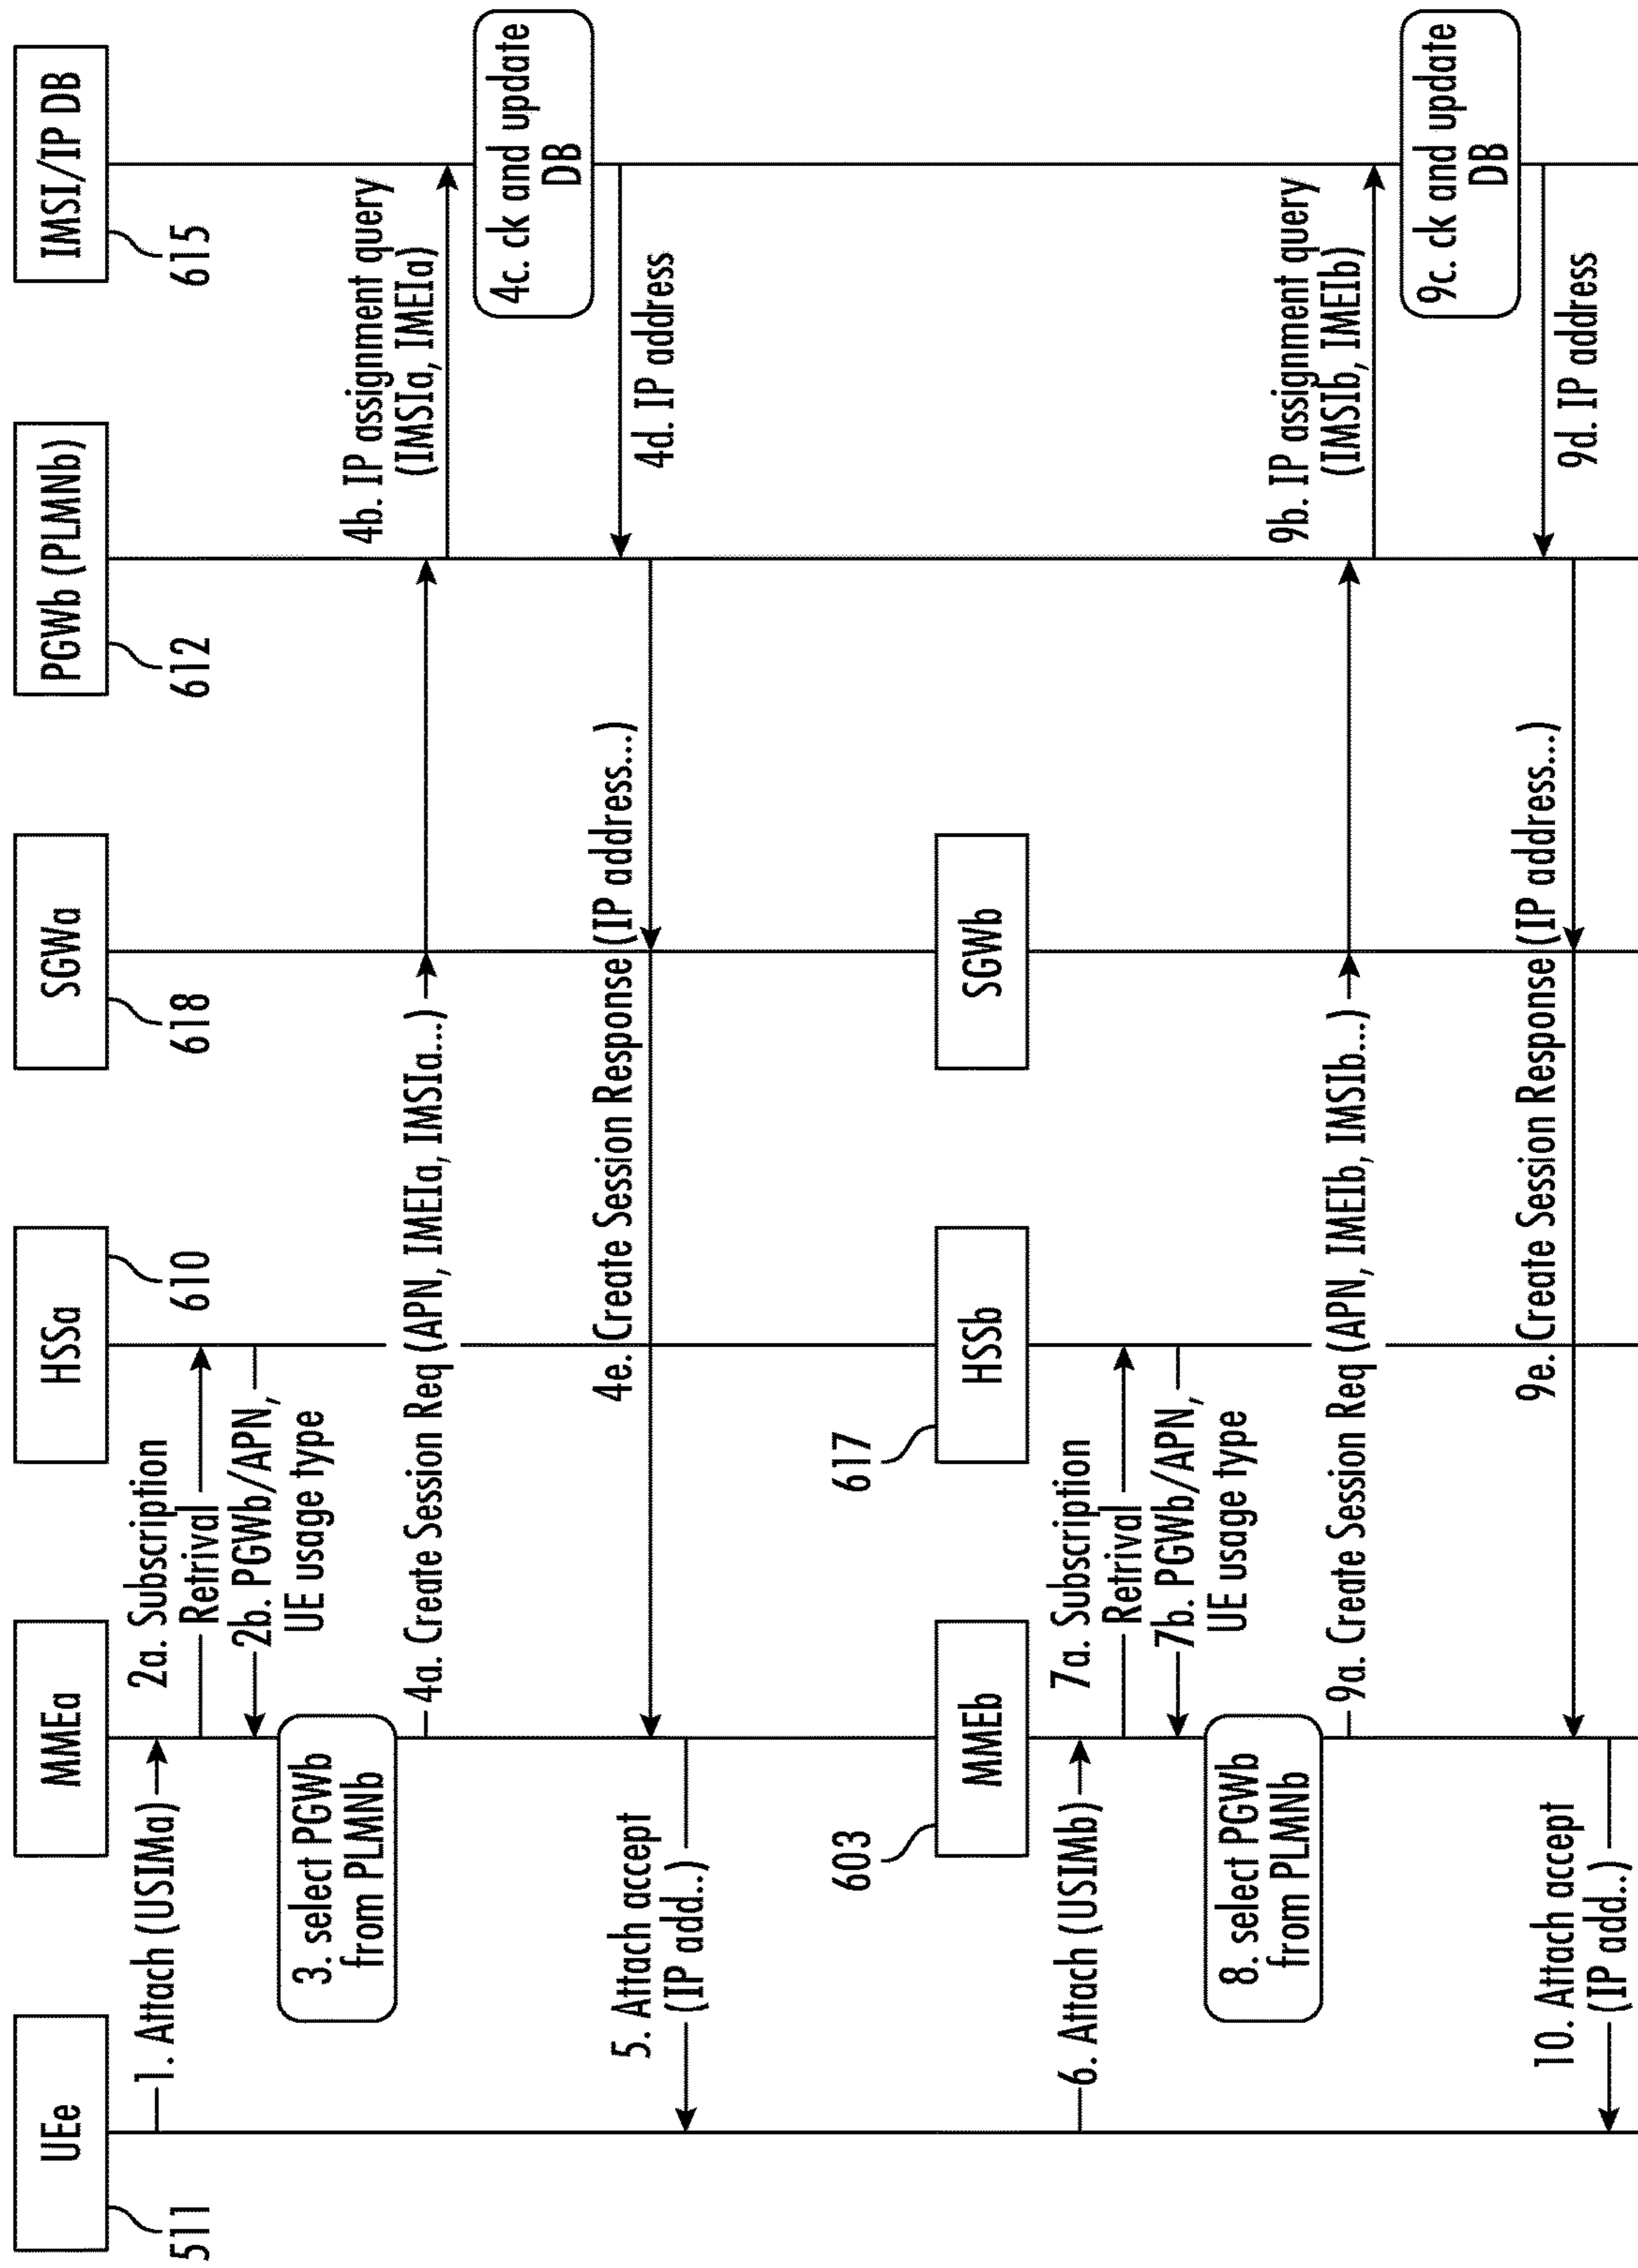 UEe
MMEa
HSSa
SGWa
PGWb (PLMNb)
IMSI/IP DB
511
610
618
612
615
1. Attach (USIMa)
2a. Subscription
Retrival
2b. PGWb/APN,
UE usage type
3. select PGWb
from PLMNb
4a. Create Session Req (APN, IMEIa, IMSIa...)
4b. IP assignment query
(IMSIa, IMEIa)
4c. ck and update
DB
4d. IP address
4e. Create Session Response (IP address...)
5. Attach accept
(IP add..)
603
MMEb
617
HSSb
SGWb
6. Attach (USIMb)
7a. Subscription
Retrival
7b. PGWb/APN,
UE usage type
8. select PGWb
from PLMNb
9a. Create Session Req (APN, IMEIb, IMSIb...)
9b. IP assignment query
(IMSIb, IMEIb)
9c. ck and update
DB
9d. IP address
9e. Create Session Response (IP address...)
10. Attach accept
(IP add..)